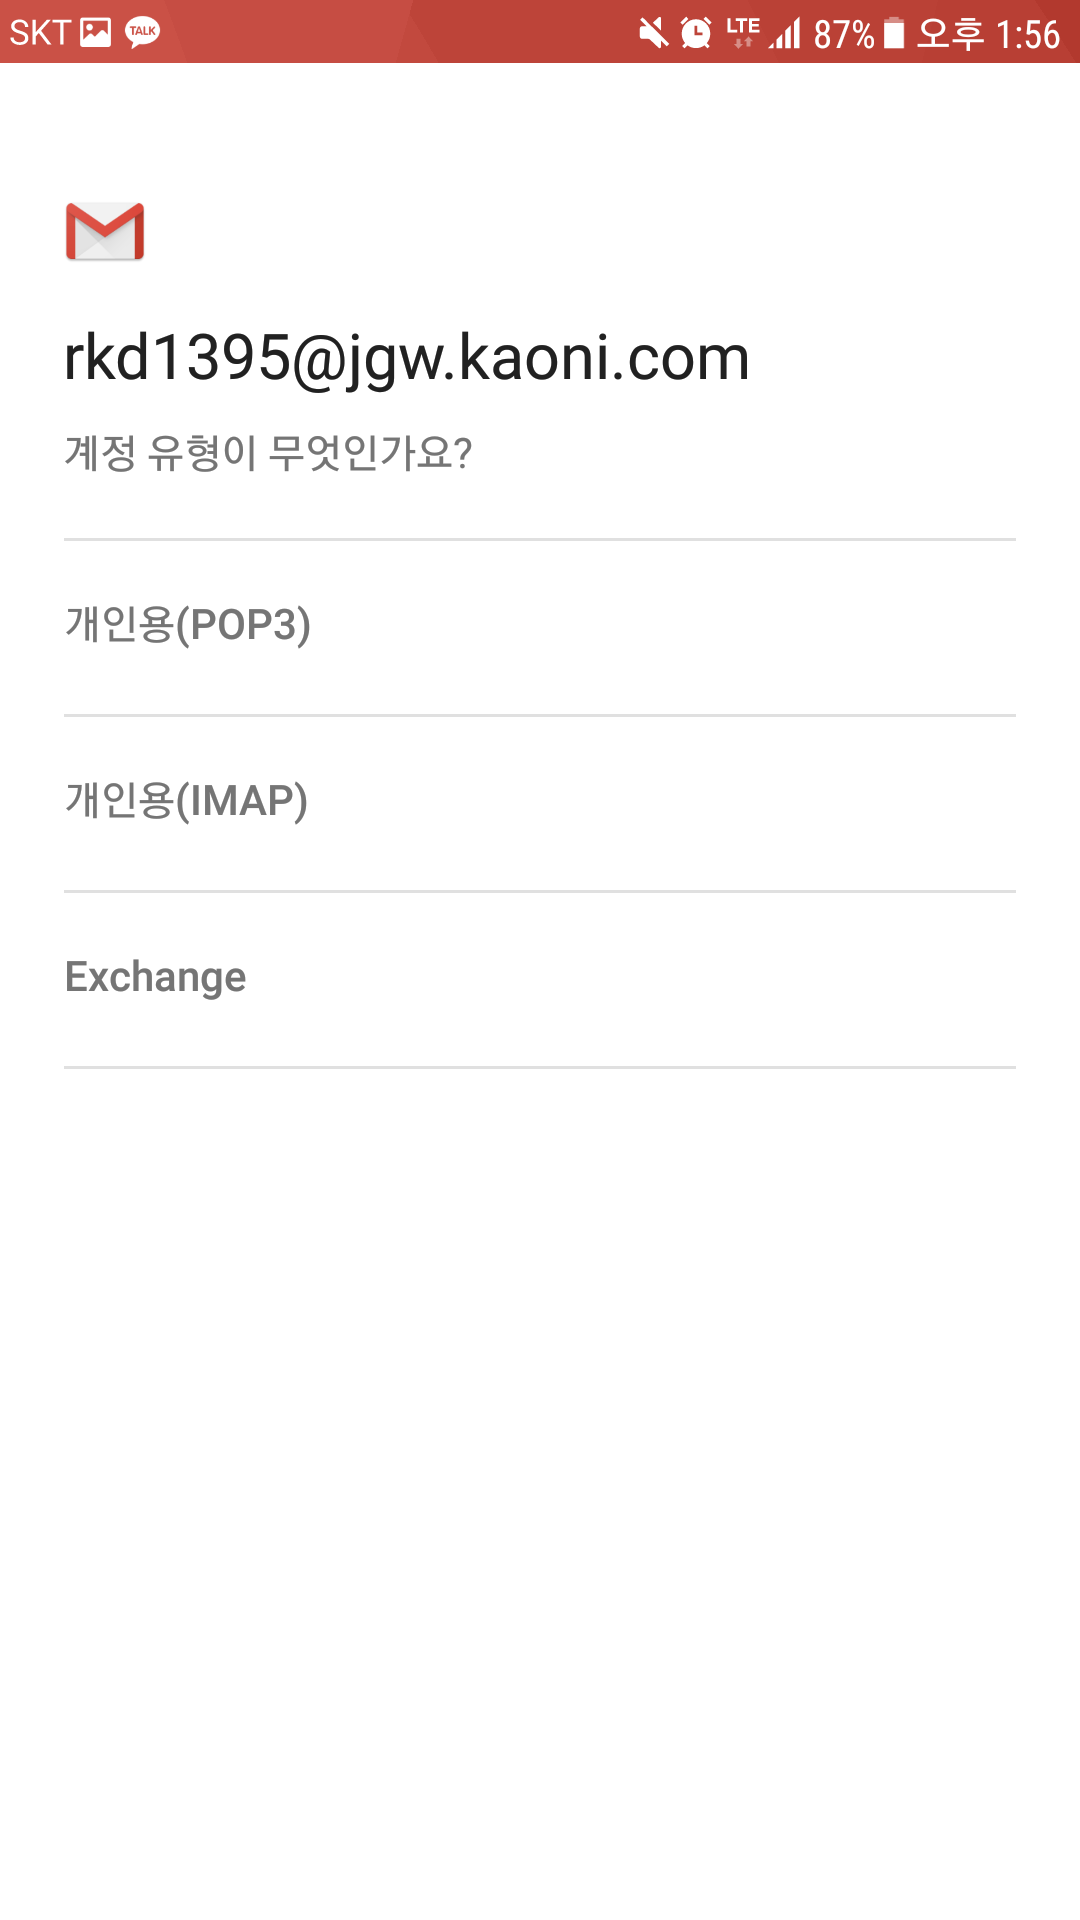 SKT TALK LTE 87% 오후 1:56
rkd1395@jgw.kaoni.com
계정 유형이 무엇인가요?
개인용(POP3)
개인용(IMAP)
Exchange